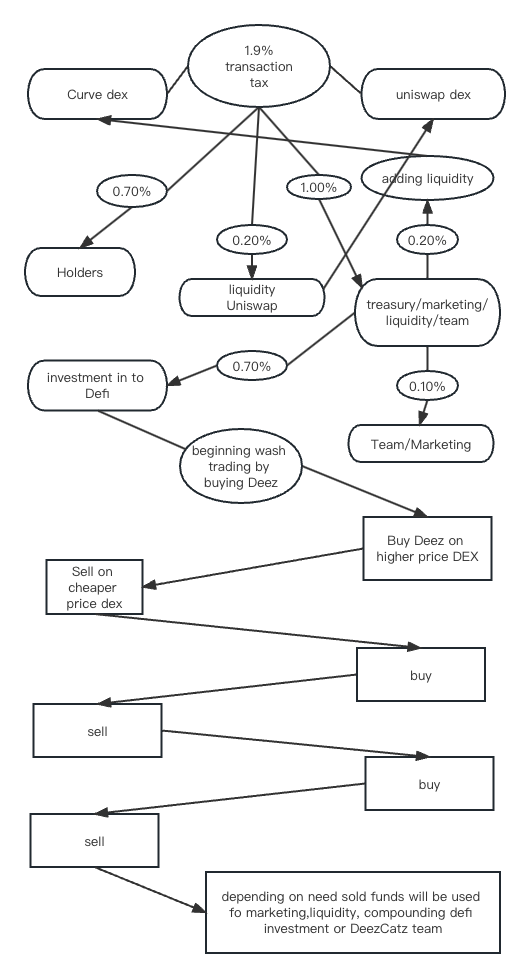 1.9%
transaction
tax
Curve dex
uniswap dex
adding liquidity
0.70%
1.00%
0.20%
0.20%
Holders
liquidity
Uniswap
treasury/marketing/
liquidity/team
0.70%
investment in to
Defi
0.10%
Team/Marketing
beginning wash
trading by
buying Deez
Buy Deez on
higher price DEX
Sell on
cheaper
price dex
buy
sell
buy
sell
depending on need sold funds will be used
fo marketing,liquidity, compounding defi
investment or DeezCatz team